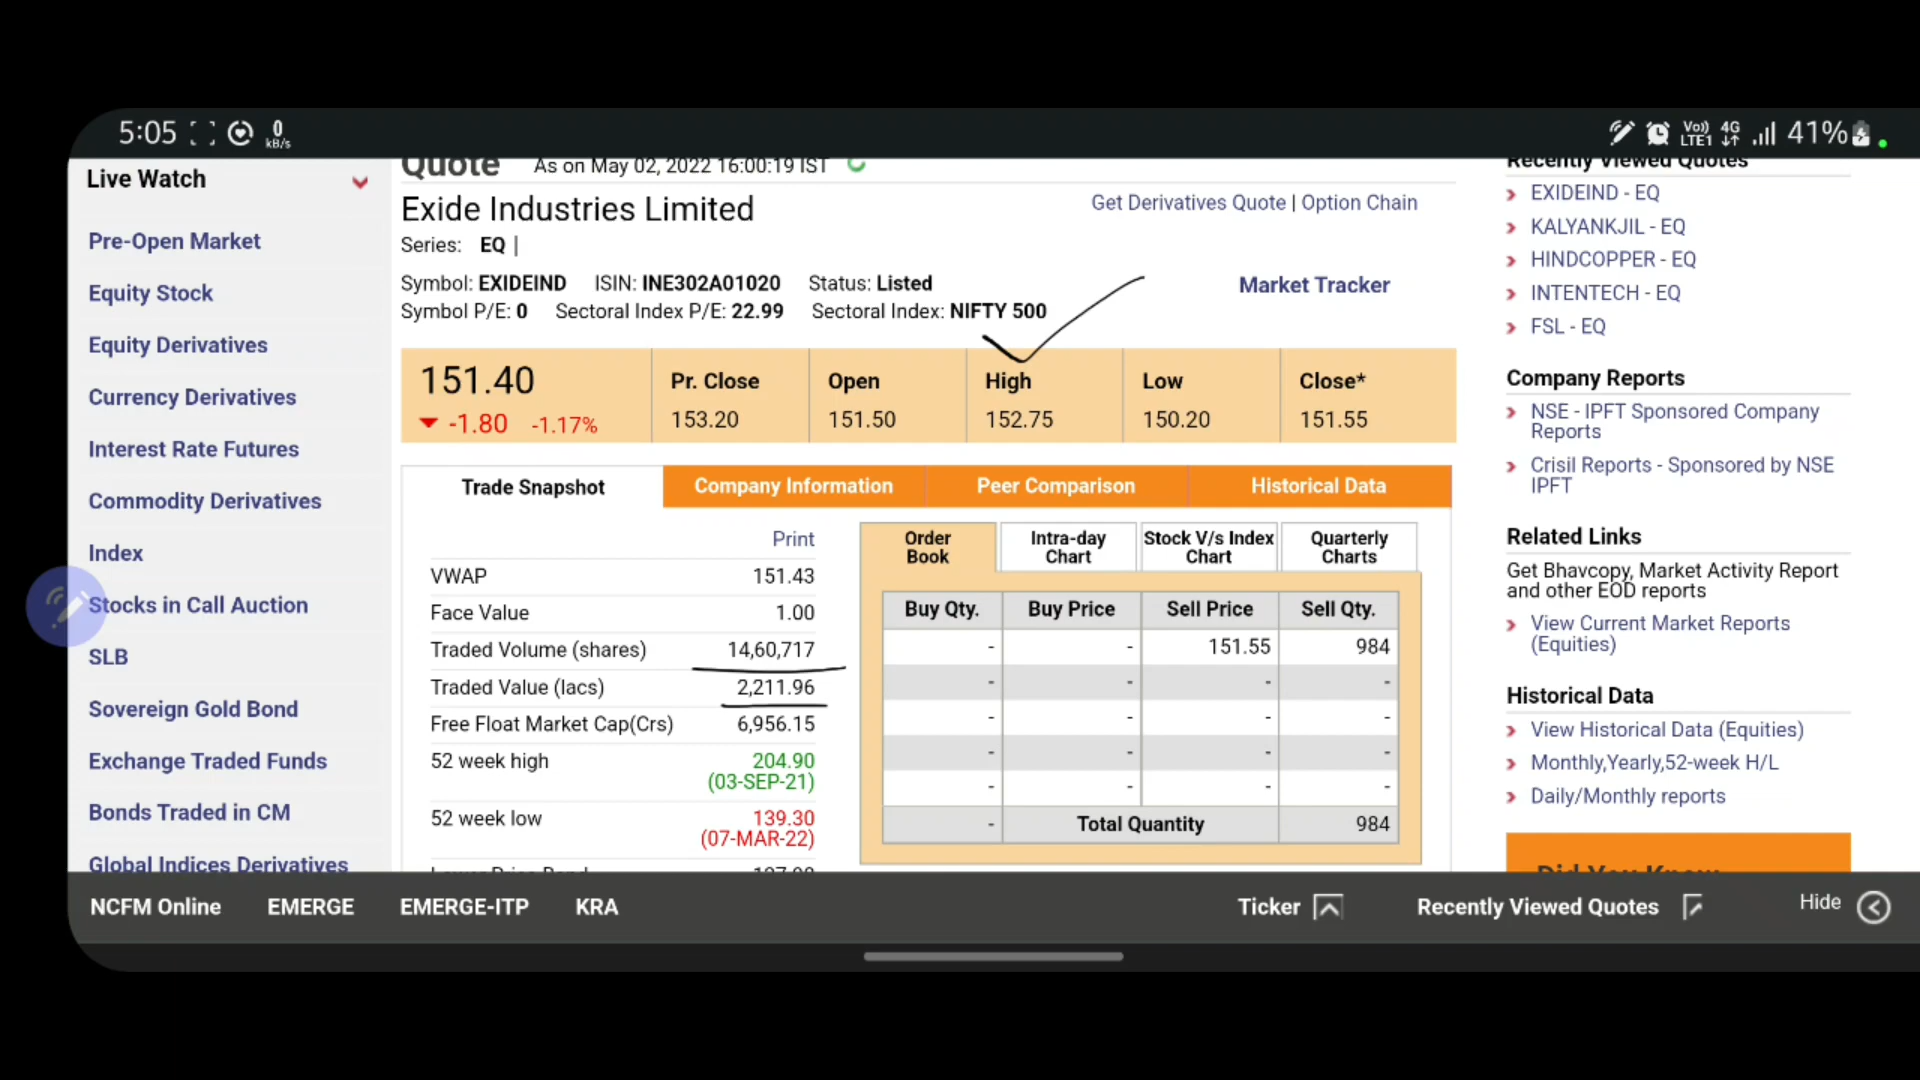 5:05 0 kB/s Vo)) LTE1 4G 41%
Live Watch
Pre-Open Market
Equity Stock
Equity Derivatives
Currency Derivatives
Interest Rate Futures
Commodity Derivatives
Index
Stocks in Call Auction
SLB
Sovereign Gold Bond
Exchange Traded Funds
Bonds Traded in CM
Global Indices Derivatives
Quote As on May 02, 2022 16:00:19 IST
Exide Industries Limited
Get Derivatives Quote | Option Chain
Series: EQ |
Symbol: EXIDEIND ISIN: INE302A01020 Status: Listed
Symbol P/E: 0 Sectoral Index P/E: 22.99 Sectoral Index: NIFTY 500
Market Tracker
151.40 Pr. Close Open High Low Close*
-1.80 -1.17% 153.20 151.50 152.75 150.20 151.55
Trade Snapshot Company Information Peer Comparison Historical Data
Print
VWAP 151.43
Face Value 1.00
Traded Volume (shares) 14,60,717
Traded Value (lacs) 2,211.96
Free Float Market Cap(Crs) 6,956.15
52 week high 204.90
(03-SEP-21)
52 week low 139.30
(07-MAR-22)
Order Intra-day Stock V/s Index Quarterly
Book Chart Chart Charts
Buy Qty. Buy Price Sell Price Sell Qty.
- - 151.55 984
- - - -
- - - -
- - - -
- - - -
- Total Quantity 984
Recently Viewed Quotes
EXIDEIND - EQ
KALYANKJIL - EQ
HINDCOPPER - EQ
INTENTECH - EQ
FSL - EQ
Company Reports
NSE - IPFT Sponsored Company
Reports
Crisil Reports - Sponsored by NSE
IPFT
Related Links
Get Bhavcopy, Market Activity Report
and other EOD reports
View Current Market Reports
(Equities)
Historical Data
View Historical Data (Equities)
Monthly,Yearly,52-week H/L
Daily/Monthly reports
Did You Know
NCFM Online EMERGE EMERGE-ITP KRA Ticker Recently Viewed Quotes Hide